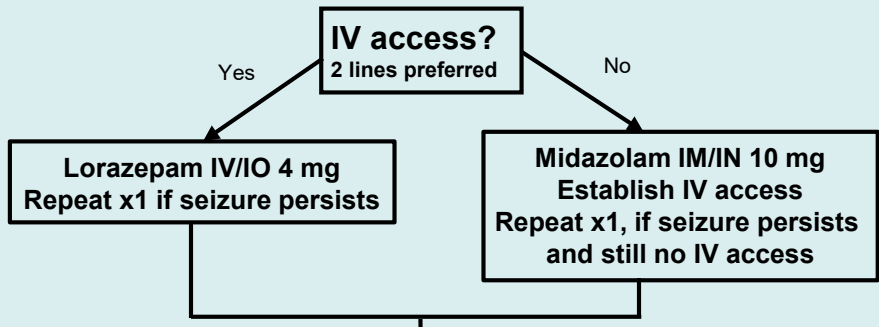 IV access?
2 lines preferred
Yes
No
Lorazepam IV/IO 4 mg
Repeat x1 if seizure persists
Midazolam IM/IN 10 mg
Establish IV access
Repeat x1, if seizure persists
and still no IV access